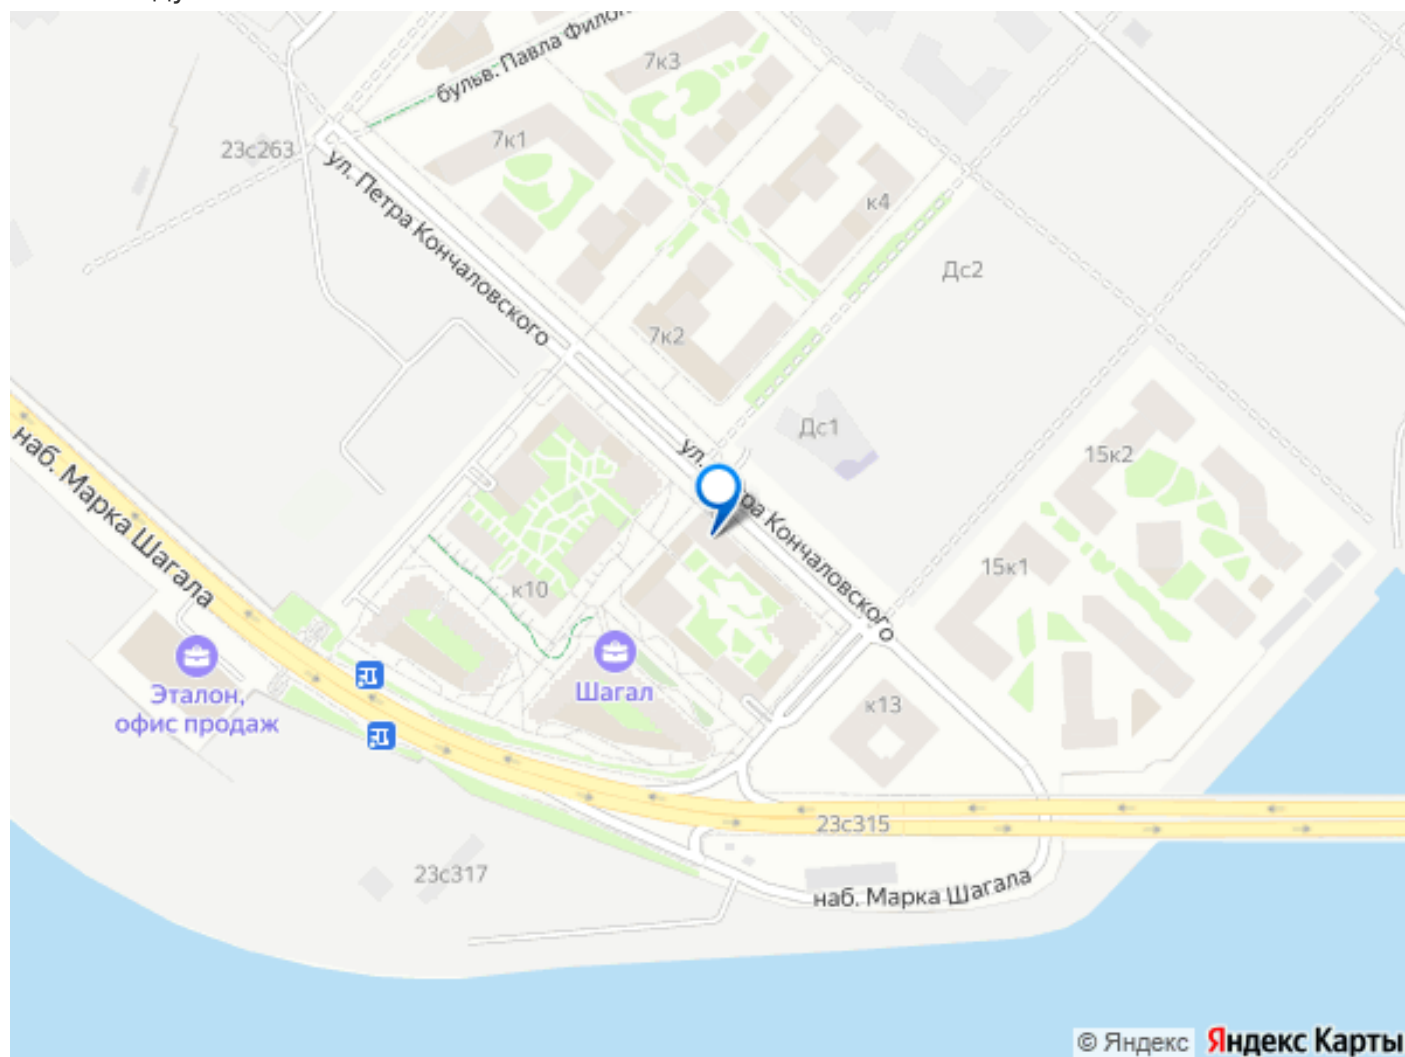 бульв. Павла Филон
7к3
7к1
23с263
ул. Петра Кончаловского
к4
Дс2
7к2
Дс1
ул.
ра Кончаловского
15к2
15к1
наб. Марка Шагала
к10
Шагал
Эталон,
офис продаж
к13
23с315
23с317
наб. Марка Шагала
© Яндекс Яндекс Карты